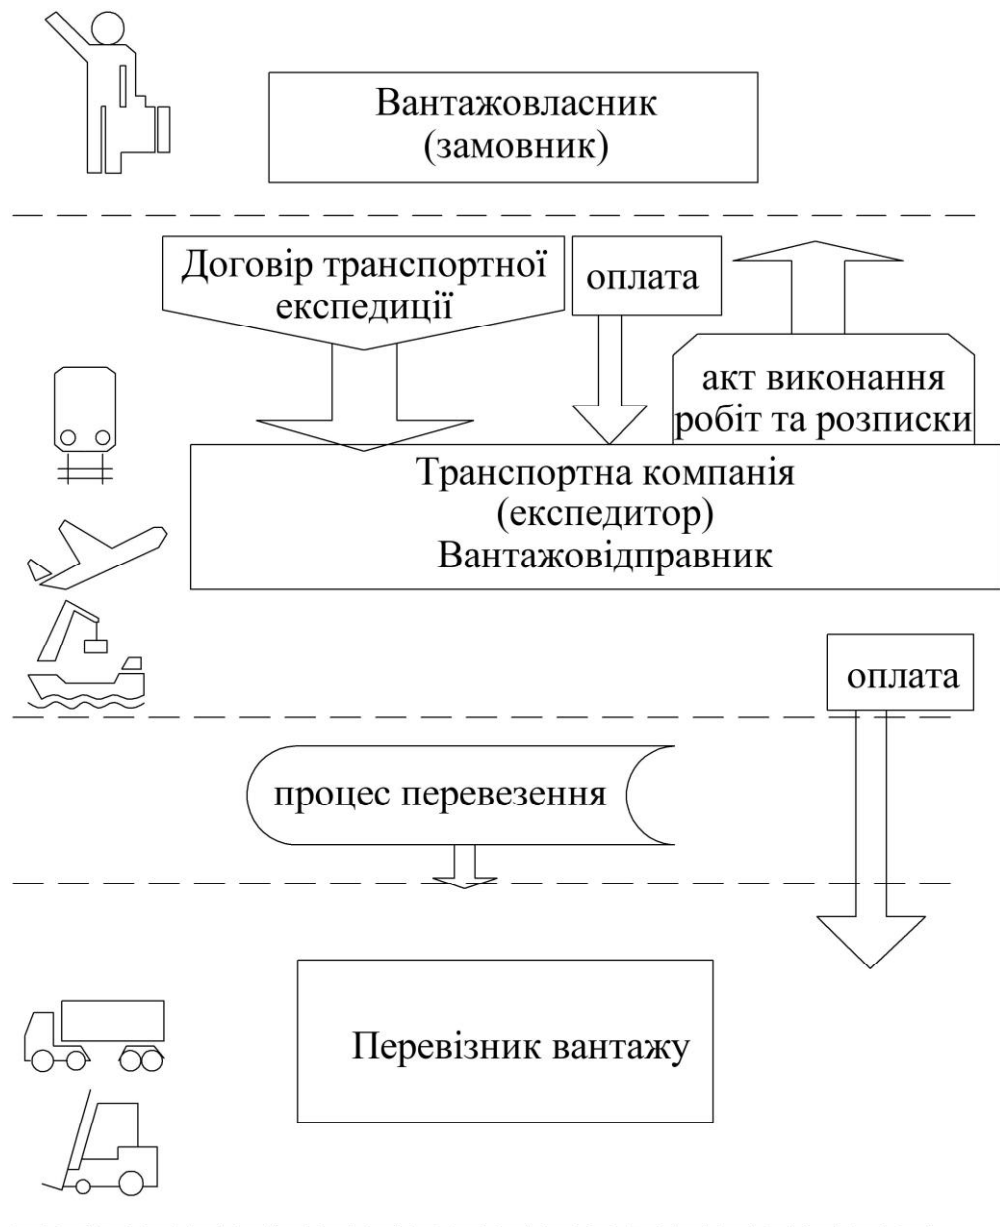 Вантажовласник
(замовник)
Договір транспортної
експедиції
оплата
акт виконання
робіт та розписки
Транспортна компанія
(експедитор)
Вантажовідправник
оплата
процес перевезення
Перевізник вантажу